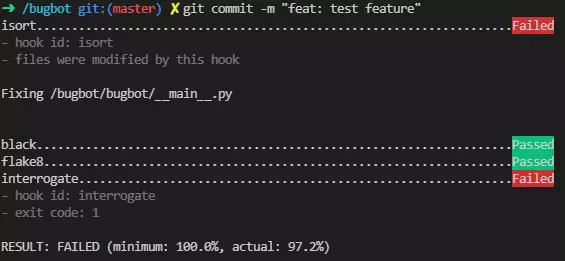 ➜ /bugbot git:(master) ✗ git commit -m "feat: test feature"
isort....................................................................Failed
- hook id: isort
- files were modified by this hook
Fixing /bugbot/bugbot/__main__.py
black....................................................................Passed
flake8...................................................................Passed
interrogate..............................................................Failed
- hook id: interrogate
- exit code: 1
RESULT: FAILED (minimum: 100.0%, actual: 97.2%)